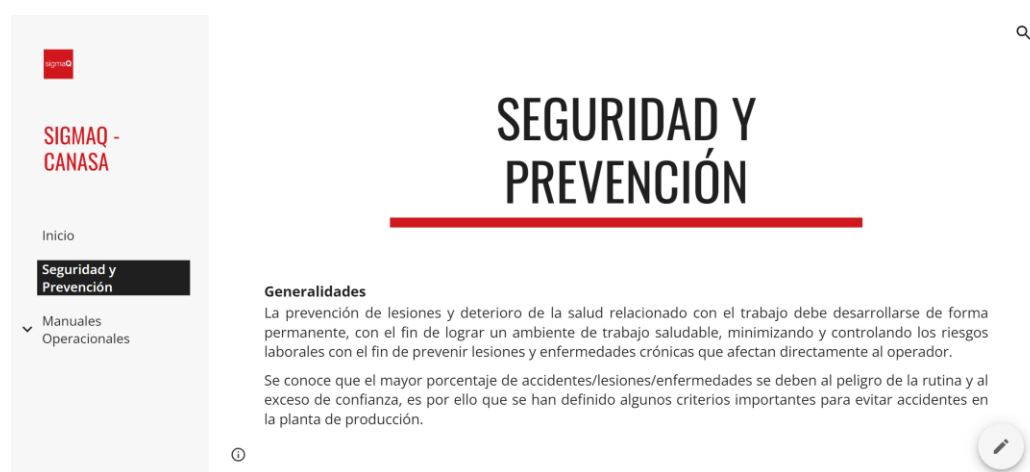 sigmaQ
SIGMAQ -
CANASA
Inicio
Seguridad y
Prevención
Manuales
Operacionales
SEGURIDAD Y
PREVENCIÓN
Generalidades
La prevención de lesiones y deterioro de la salud relacionado con el trabajo debe desarrollarse de forma
permanente, con el fin de lograr un ambiente de trabajo saludable, minimizando y controlando los riesgos
laborales con el fin de prevenir lesiones y enfermedades crónicas que afectan directamente al operador.
Se conoce que el mayor porcentaje de accidentes/lesiones/enfermedades se deben al peligro de la rutina y al
exceso de confianza, es por ello que se han definido algunos criterios importantes para evitar accidentes en
la planta de producción.